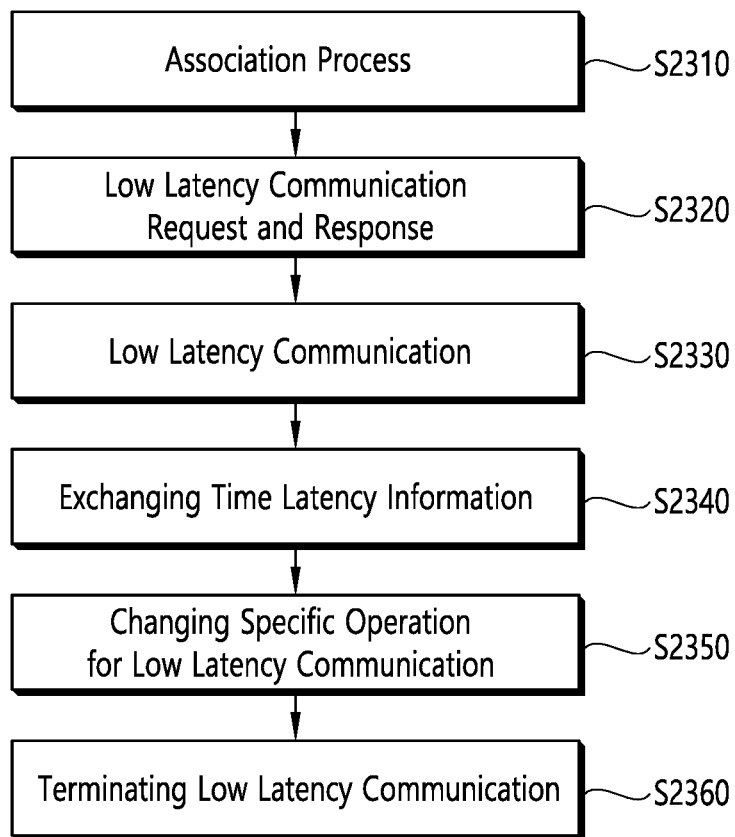 Association Process
S2310
Low Latency Communication
Request and Response
S2320
Low Latency Communication
S2330
Exchanging Time Latency Information
S2340
Changing Specific Operation
for Low Latency Communication
S2350
Terminating Low Latency Communication
S2360